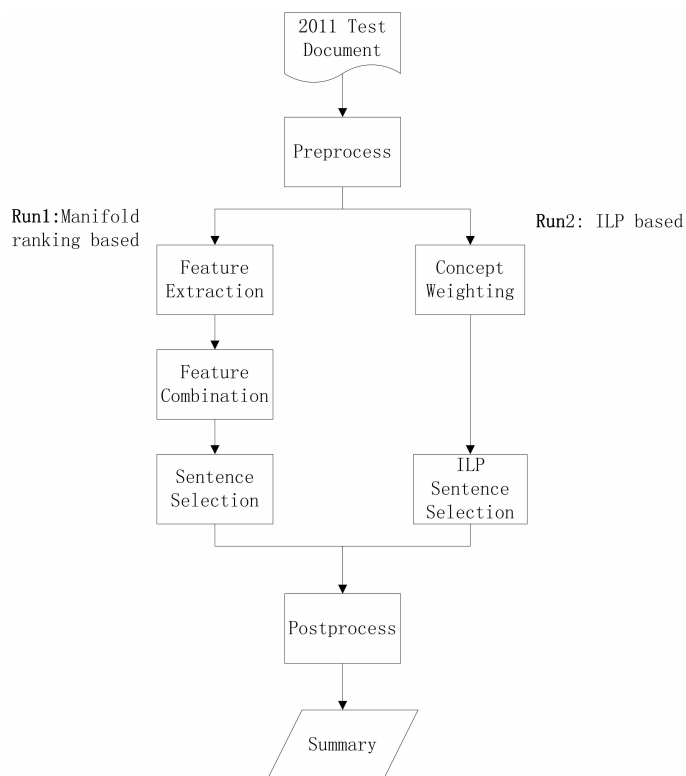 2011 Test
Document
Preprocess
Run1:Manifold
ranking based
Run2: ILP based
Feature
Extraction
Concept
Weighting
Feature
Combination
Sentence
Selection
ILP
Sentence
Selection
Postprocess
Summary